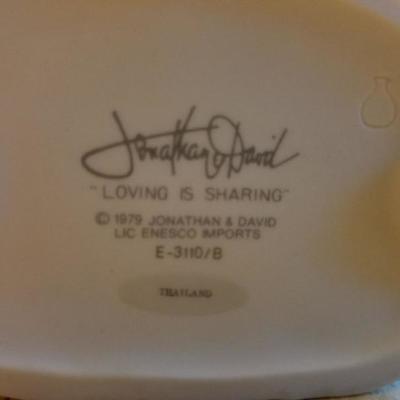 Jonathan & David
"LOVING IS SHARING"
© 1979 JONATHAN & DAVID
LIC ENESCO IMPORTS
E-3110/B
THAILAND